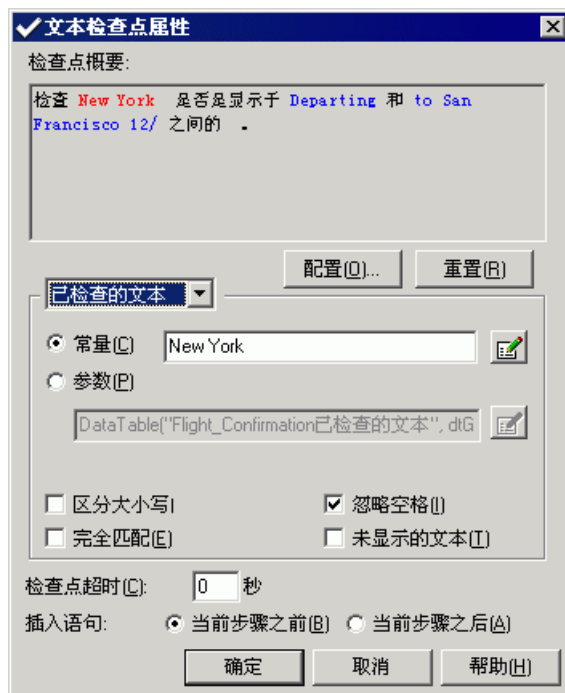 文本检查点属性
检查点概要:
检查 New York 是否是显示于 Departing 和 to San
Francisco 12/ 之间的 .
配置(O)... 重置(R)
已检查的文本
常量(C) New York
参数(P)
DataTable("Flight_Confirmation已检查的文本", dtG
区分大小写( 忽略空格(I)
完全匹配(E) 未显示的文本(T)
检查点超时(C): 0 秒
插入语句: 当前步骤之前(B) 当前步骤之后(A)
确定 取消 帮助(H)